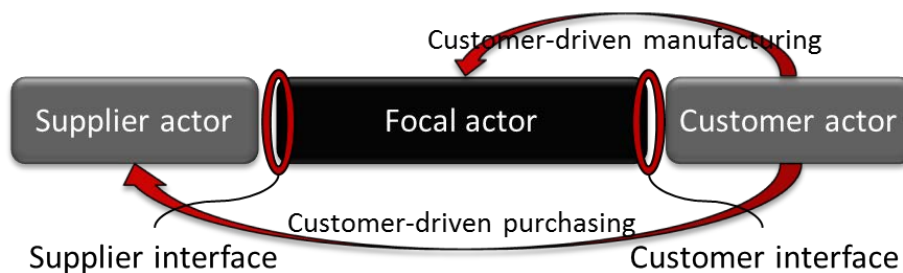 Customer-driven manufacturing
Supplier actor
Focal actor
Customer actor
Customer-driven purchasing
Supplier interface
Customer interface